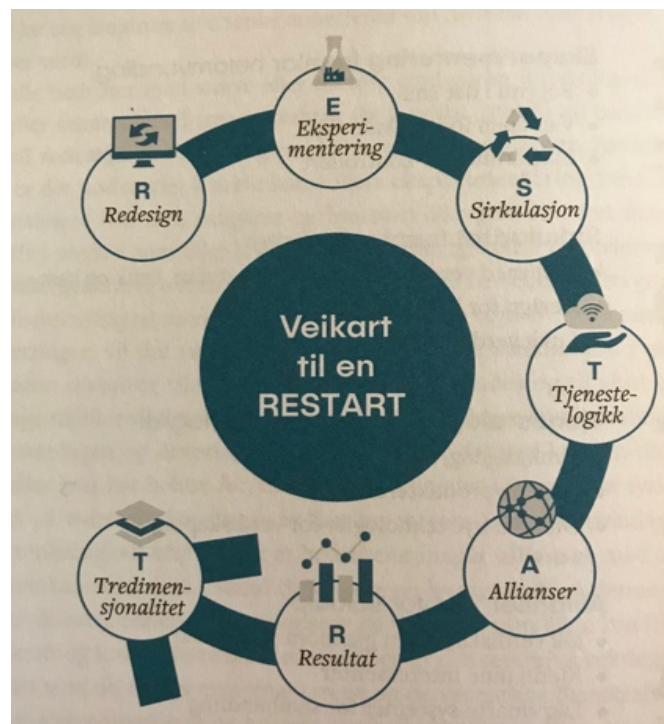 E
Eksperi-
mentering
R
Redesign
S
Sirkulasjon
Veikart
til en
RESTART
T
Tjeneste-
logikk
A
Allianser
T
Tredimen-
sjonalitet
R
Resultat